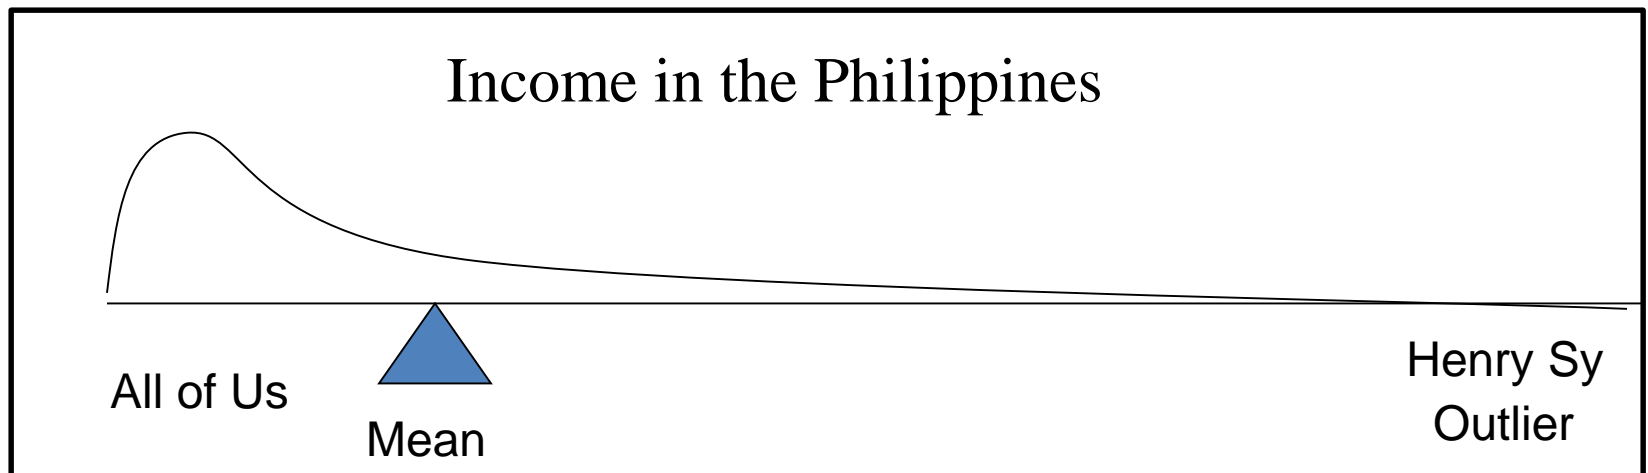 Income in the Philippines
All of Us
Mean
Henry Sy
Outlier